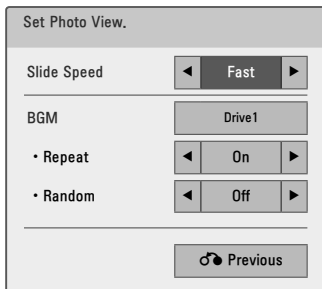 Set Photo View.
Slide Speed ◀ Fast ▶
BGM Drive1
• Repeat ◀ On ▶
• Random ◀ Off ▶
Previous